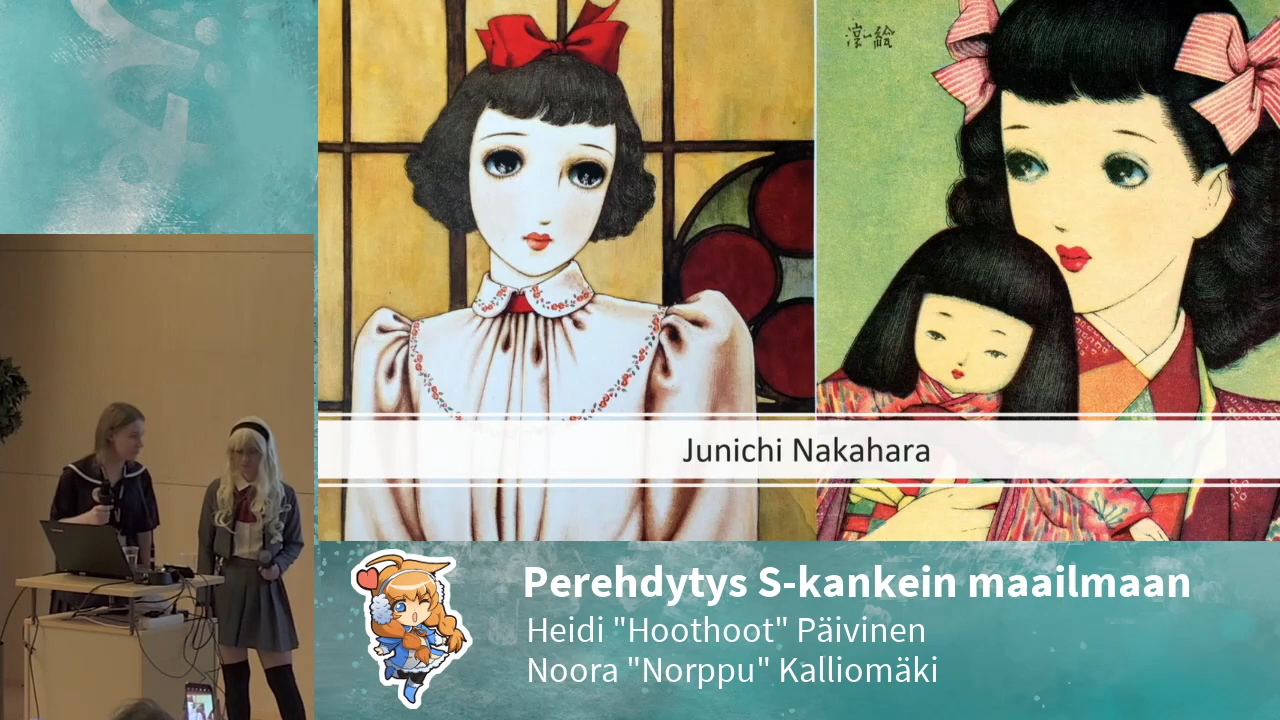 Junichi Nakahara
Perehdytys S-kankein maailmaan
Heidi "Hoothoot" Päivinen
Noora "Norppu" Kalliomäki